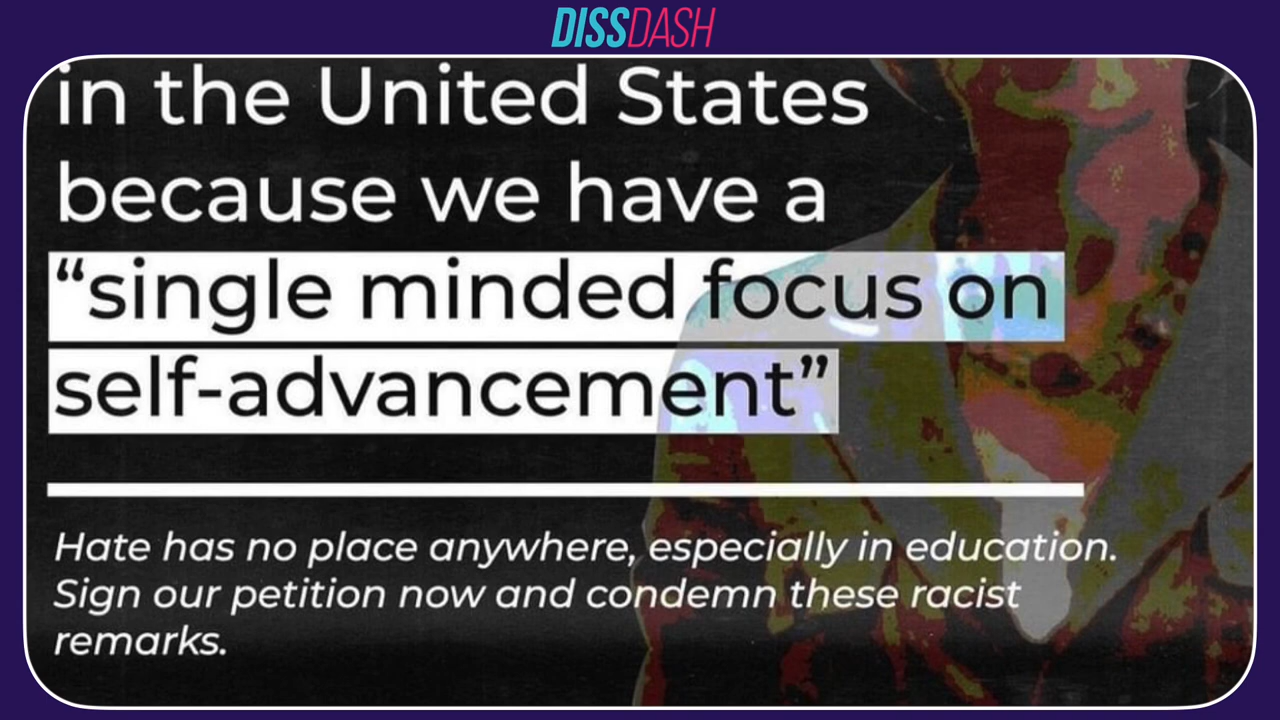 DISSDASH
in the United States
because we have a
“single minded focus on
self-advancement”
Hate has no place anywhere, especially in education.
Sign our petition now and condemn these racist
remarks.